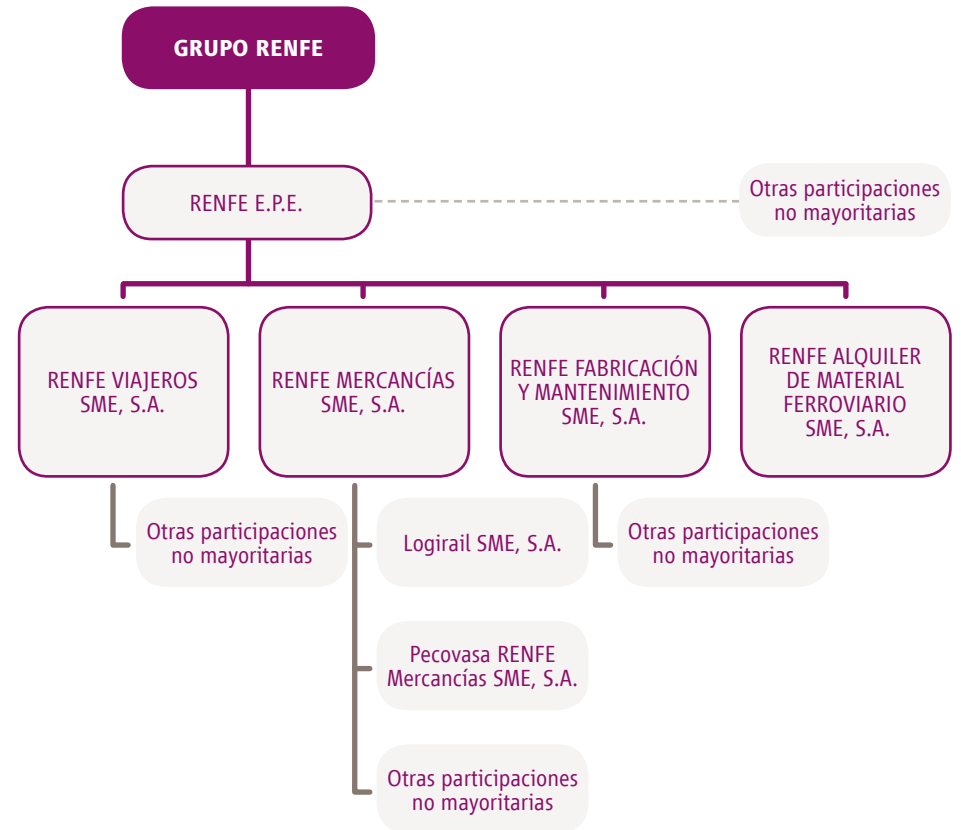 GRUPO RENFE
RENFE E.P.E.
Otras participaciones
no mayoritarias
RENFE VIAJEROS
SME, S.A.
RENFE MERCANCÍAS
SME, S.A.
RENFE FABRICACIÓN
Y MANTENIMIENTO
SME, S.A.
RENFE ALQUILER
DE MATERIAL
FERROVIARIO
SME, S.A.
Otras participaciones
no mayoritarias
Logirail SME, S.A.
Otras participaciones
no mayoritarias
Pecovasa RENFE
Mercancías SME, S.A.
Otras participaciones
no mayoritarias